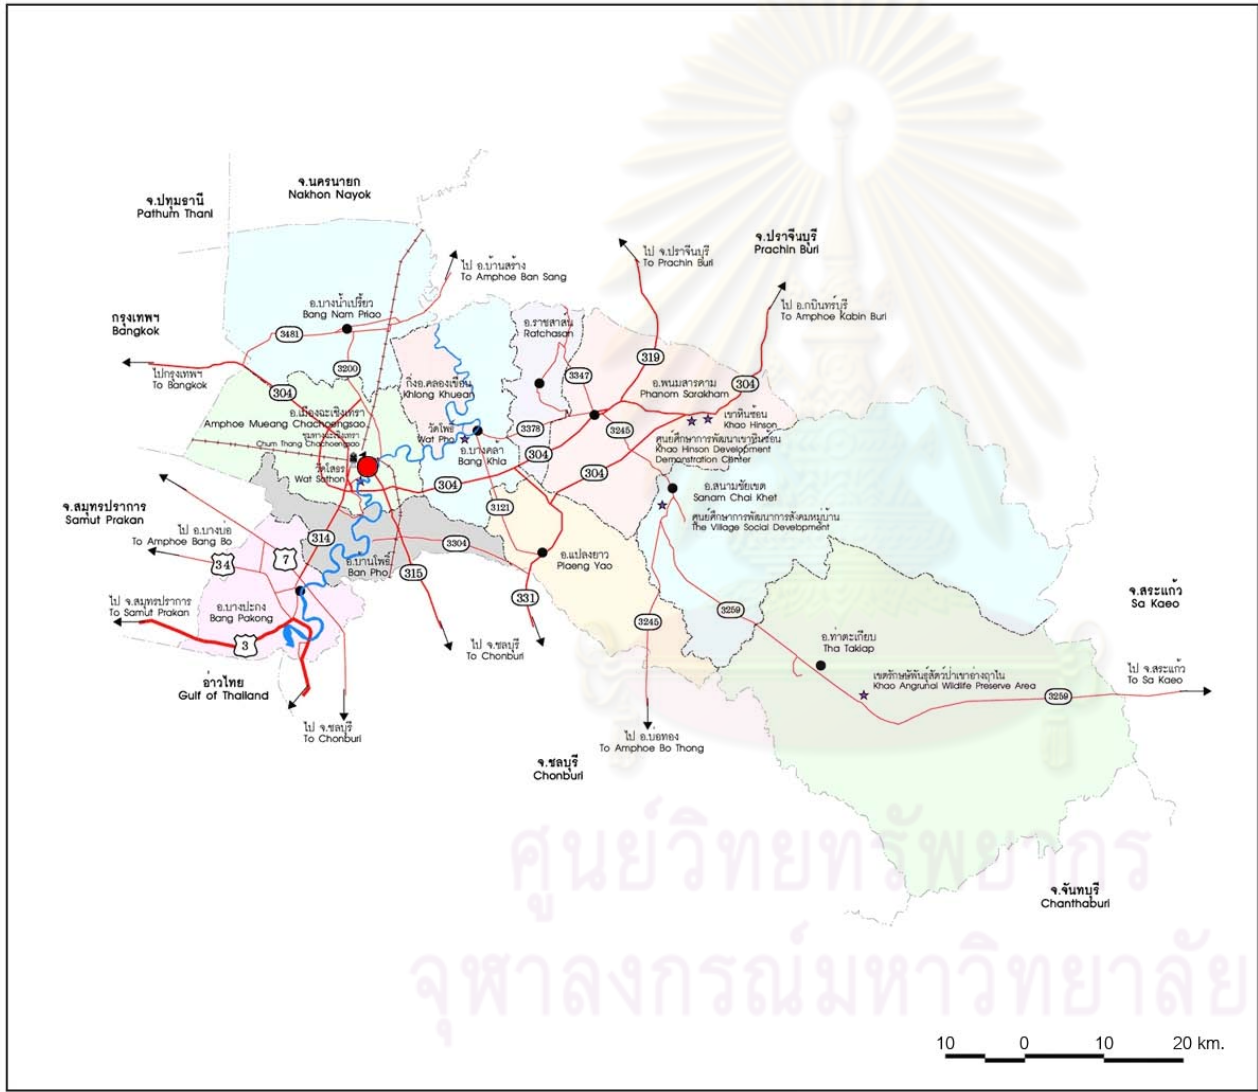 จ.นครนายก
Nakhon Nayok
จ.ปทุมธานี
Pathum Thani
จ.ปราจีนบุรี
Prachin Buri
ไป จ.ปราจีนบุรี
To Prachin Buri
ไป อ.บ้านสร้าง
To Amphoe Ban Sang
ไป อ.กบินทร์บุรี
To Amphoe Kabin Buri
อ.บางน้ำเปรี้ยว
Bang Nam Priao
กรุงเทพฯ
Bangkok
อ.ราชสาส์น
Ratchasan
3481
3200
319
ไปกรุงเทพฯ
To Bangkok
304
กิ่งอ.คลองเขื่อน
Khlong Khuean
3347
อ.พนมสารคาม
Phanom Sarakham
304
อ.เมืองฉะเชิงเทรา
Amphoe Mueang Chachoengsao
ชุมทางฉะเชิงเทรา
Chum Thang Chachoengsao
วัดโพธิ์
Wat Pho
3378
3245
เขาหินซ้อน
Khao Hinson
ศูนย์ศึกษาการพัฒนาเขาหินซ้อน
Khao Hinson Development
Demonstration Clinter
อ.บางคล้า
Bang Khla
304
304
วัดโสธร
Wat Sothon
304
อ.สนามชัยเขต
Sanam Chai Khet
จ.สมุทรปราการ
Samut Prakan
3121
ศูนย์ศึกษาการพัฒนาการสังคมหมู่บ้าน
The Village Social Development
ไป อ.บางบ่อ
To Amphoe Bang Bo
314
3304
34
7
อ.บ้านโพธิ์
Ban Pho
315
อ.แปลงยาว
Plaeng Yao
331
ไป จ.สมุทรปราการ
To Samut Prakan
อ.บางปะกง
Bang Pakong
3
3245
3259
จ.สระแก้ว
Sa Kaeo
ไป จ.ชลบุรี
To Chonburi
อ.ท่าตะเกียบ
Tha Takiap
เขตรักษษพันธุ์สัตว์ป่าเขาอ่างฤาไน
Khao Angrunai Wildlife Preserve Area
ไป จ.สระแก้ว
To Sa Kaeo
3259
อ่าวไทย
Gulf of Thailand
ไป จ.ชลบุรี
To Chonburi
ไป อ.บ่อทอง
To Amphoe Bo Thong
จ.ชลบุรี
Chonburi
ศูนย์วิทยทรัพยากร
จ.จันทบุรี
Chanthaburi
จุฬาลงกรณ์มหาวิทยาลัย
10 0 10 20 km.